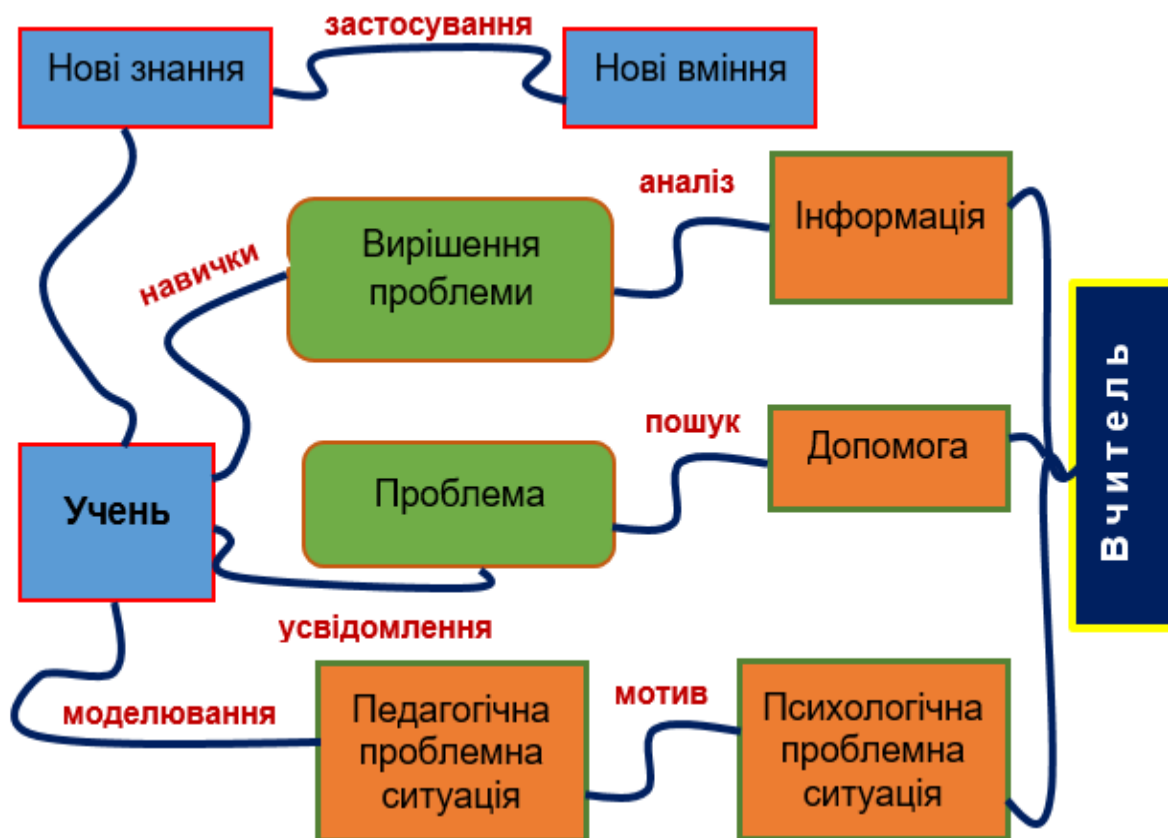 застосування
Нові знання
Нові вміння
аналіз
Інформація
Вирішення
проблеми
навички
Вчитель
пошук
Допомога
Проблема
Учень
усвідомлення
моделювання
Педагогічна
проблемна
ситуація
мотив
Психологічна
проблемна
ситуація